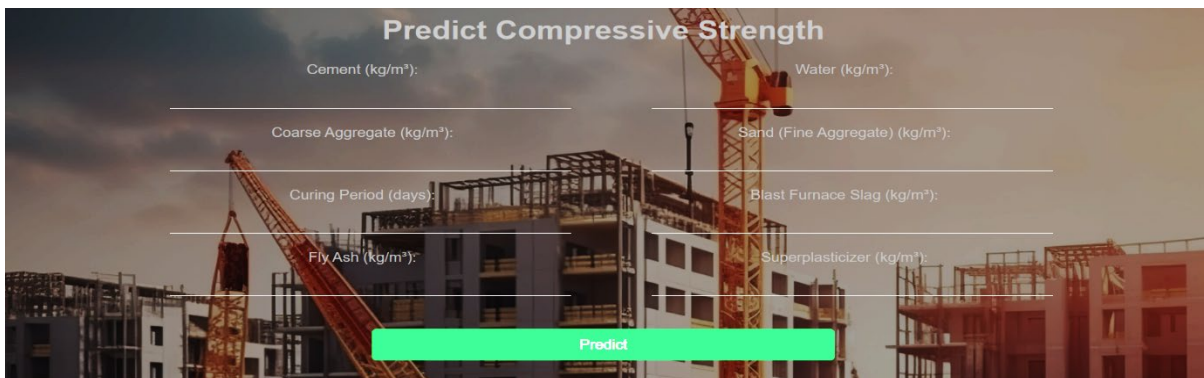 Predict Compressive Strength
Cement (kg/m³):
Water (kg/m³):
Coarse Aggregate (kg/m³):
Sand (Fine Aggregate) (kg/m³):
Curing Period (days):
Blast Furnace Slag (kg/m³):
Fly Ash (kg/m³):
Superplasticizer (kg/m³):
Predict